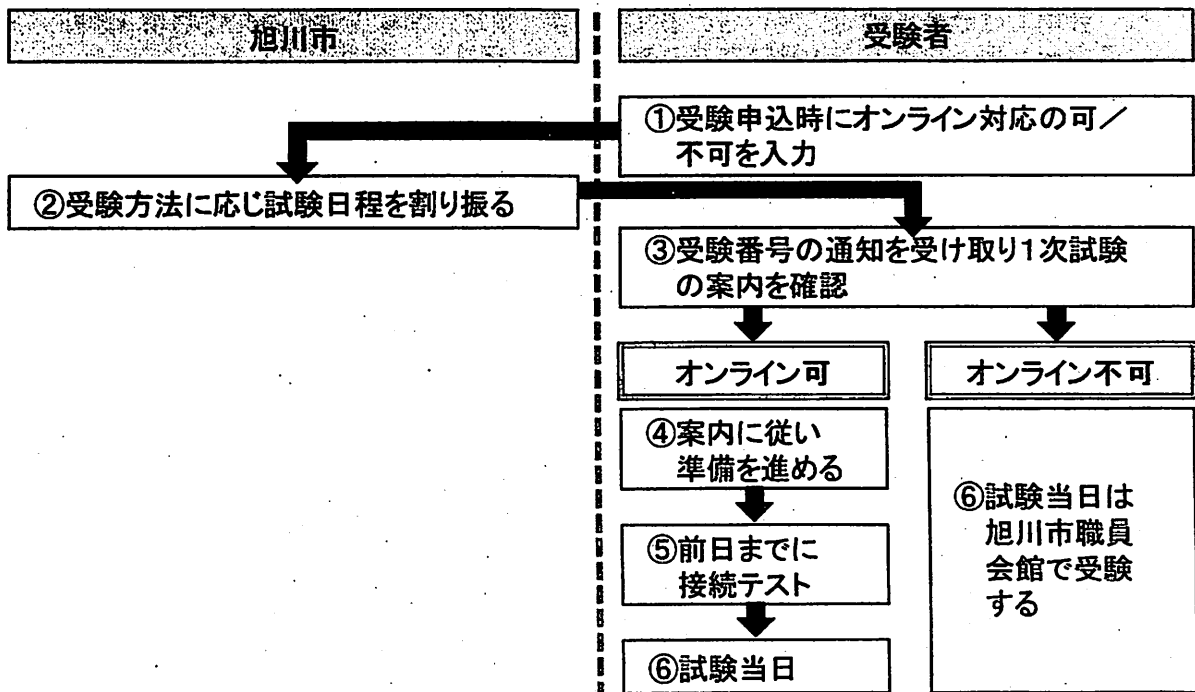 旭川市
受験者
①受験申込時にオンライン対応の可／
不可を入力
②受験方法に応じ試験日程を割り振る
③受験番号の通知を受け取り1次試験
の案内を確認
オンライン可
オンライン不可
④案内に従い
準備を進める
⑤前日までに
接続テスト
⑥試験当日
⑥試験当日は
旭川市職員
会館で受験
する